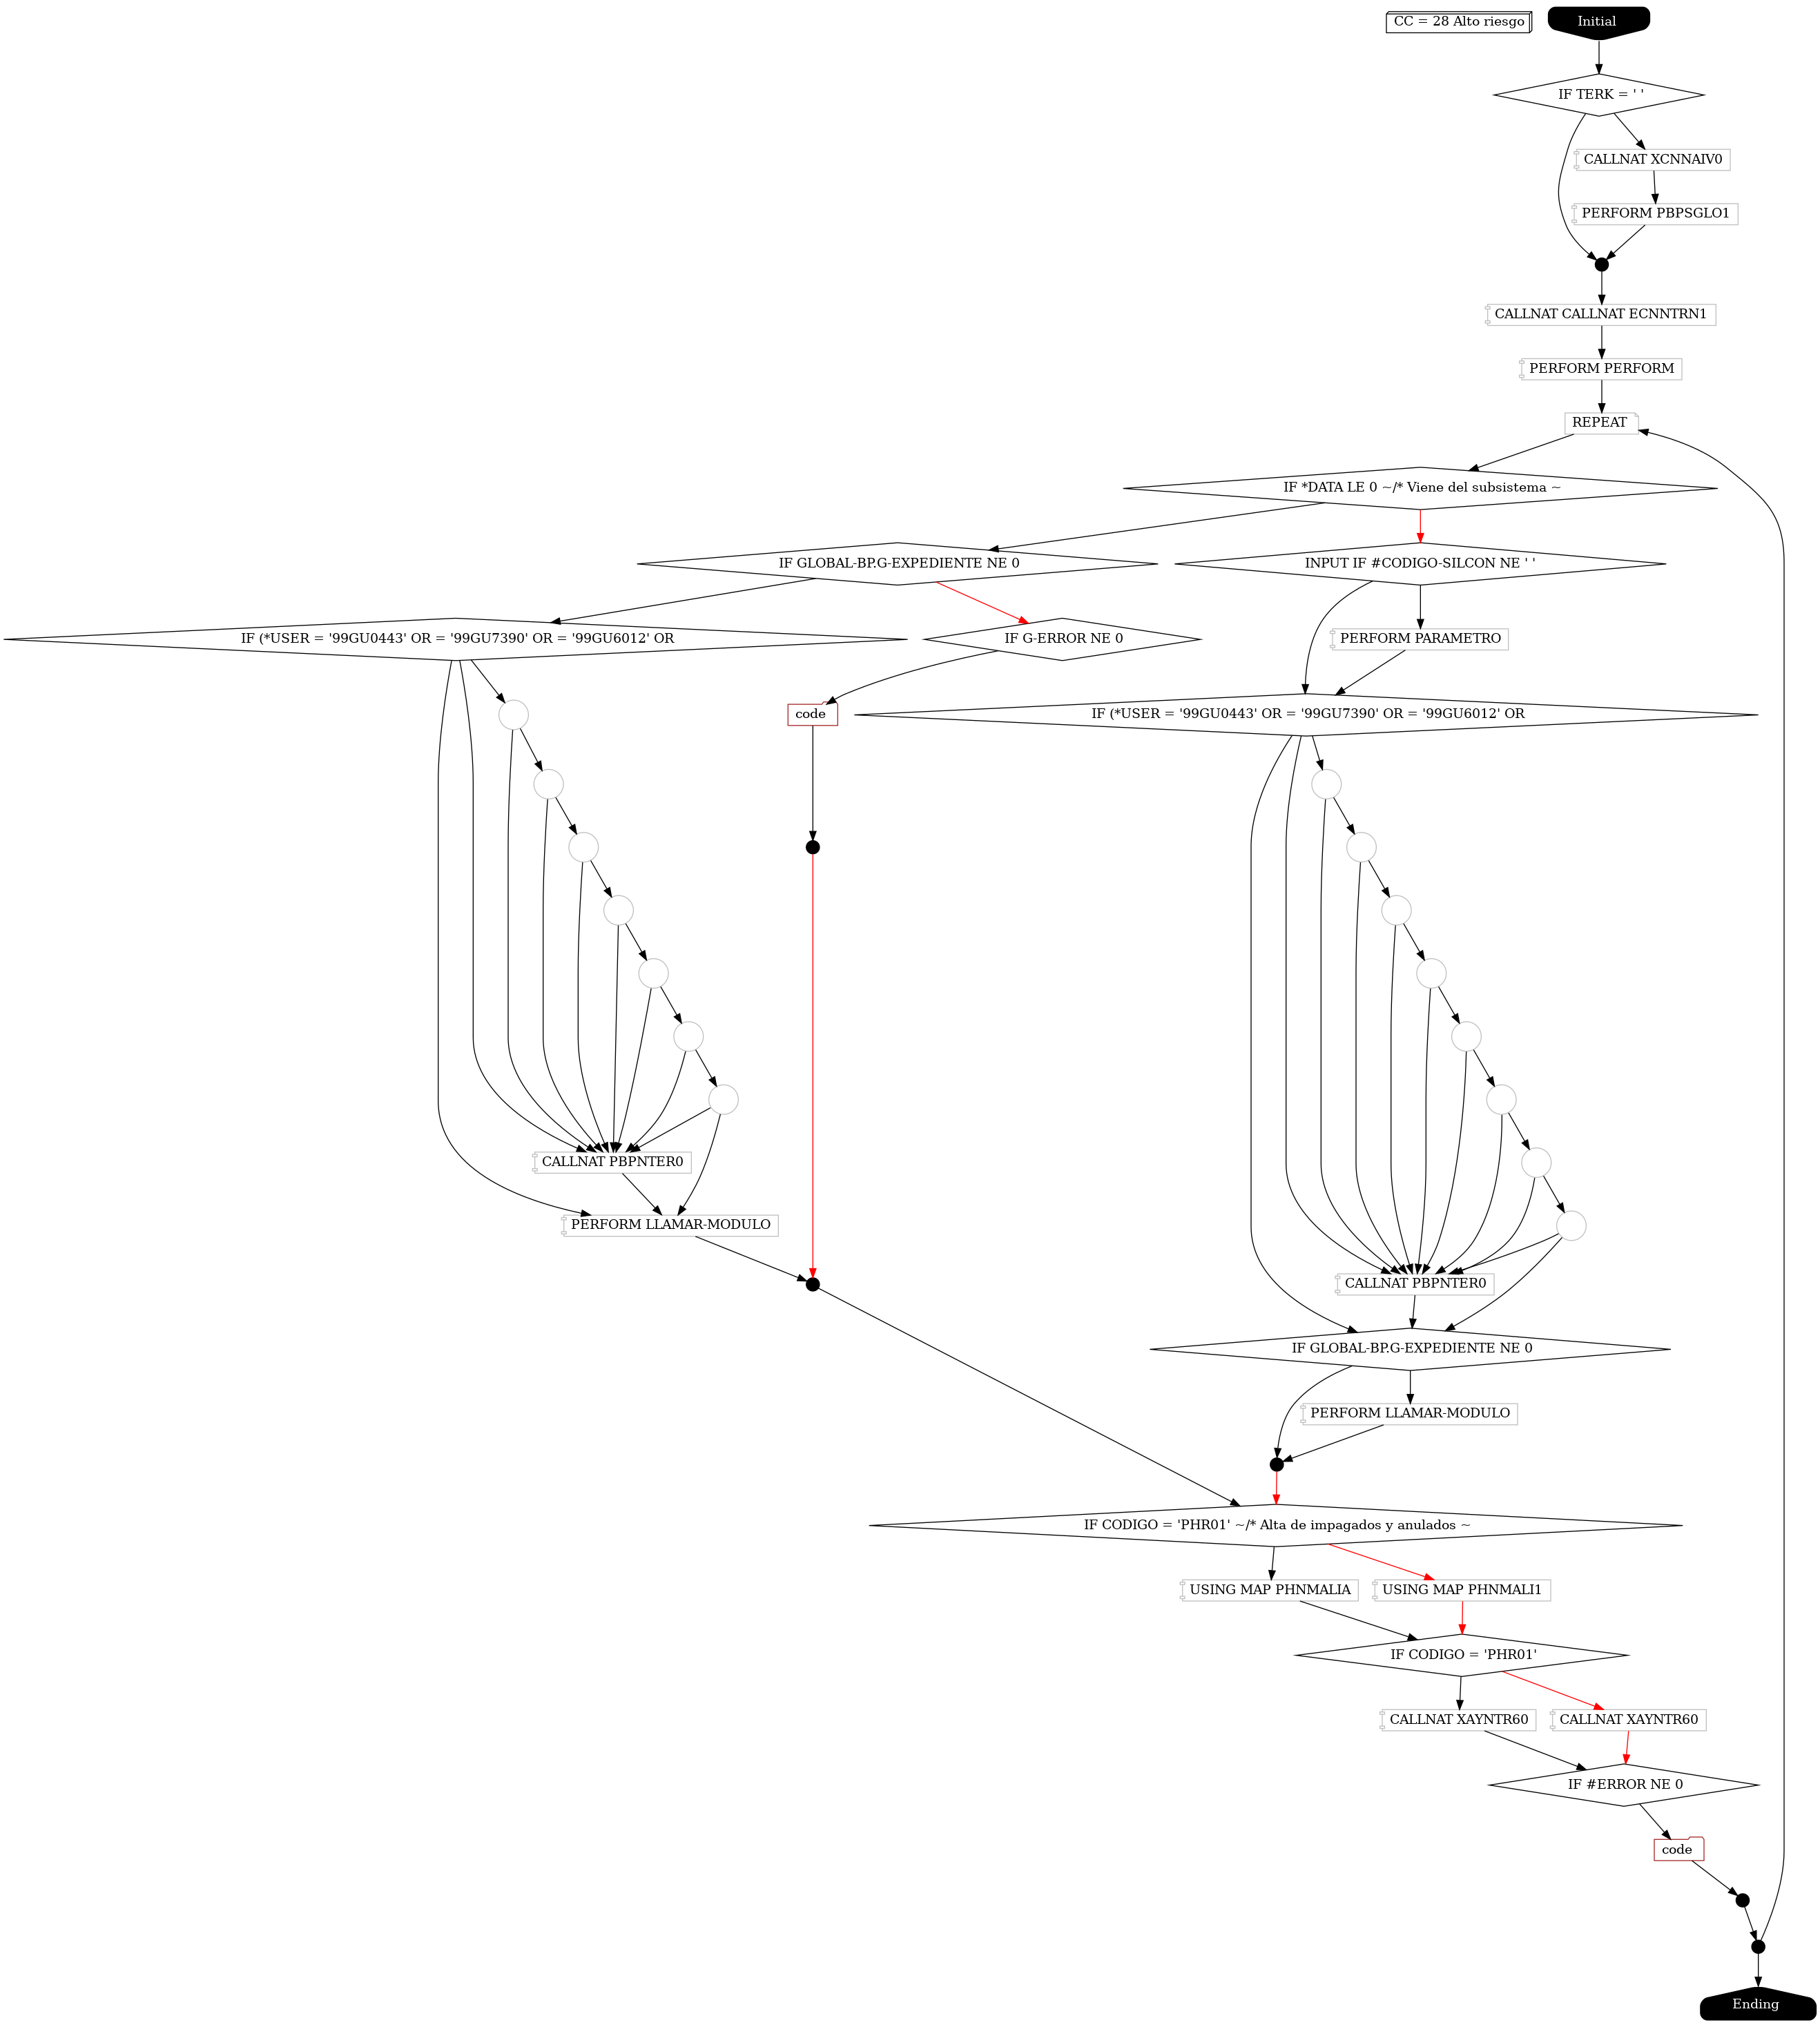 CC = 28 Alto riesgo
Initial
IF TERK = ' '
CALLNAT XCNNAIV0
PERFORM PBPSGLO1
CALLNAT CALLNAT ECNNTRN1
PERFORM PERFORM
REPEAT
IF *DATA LE 0 ~/* Viene del subsistema ~
IF GLOBAL-BP.G-EXPEDIENTE NE 0
INPUT IF #CODIGO-SILCON NE ' '
IF (*USER = '99GU0443' OR = '99GU7390' OR = '99GU6012' OR
IF G-ERROR NE 0
PERFORM PARAMETRO
code
IF (*USER = '99GU0443' OR = '99GU7390' OR = '99GU6012' OR
CALLNAT PBPNTER0
PERFORM LLAMAR-MODULO
CALLNAT PBPNTER0
IF GLOBAL-BP.G-EXPEDIENTE NE 0
PERFORM LLAMAR-MODULO
IF CODIGO = 'PHR01' ~/* Alta de impagados y anulados ~
USING MAP PHNMALIA
USING MAP PHNMALI1
IF CODIGO = 'PHR01'
CALLNAT XAYNTR60
CALLNAT XAYNTR60
IF #ERROR NE 0
code
Ending